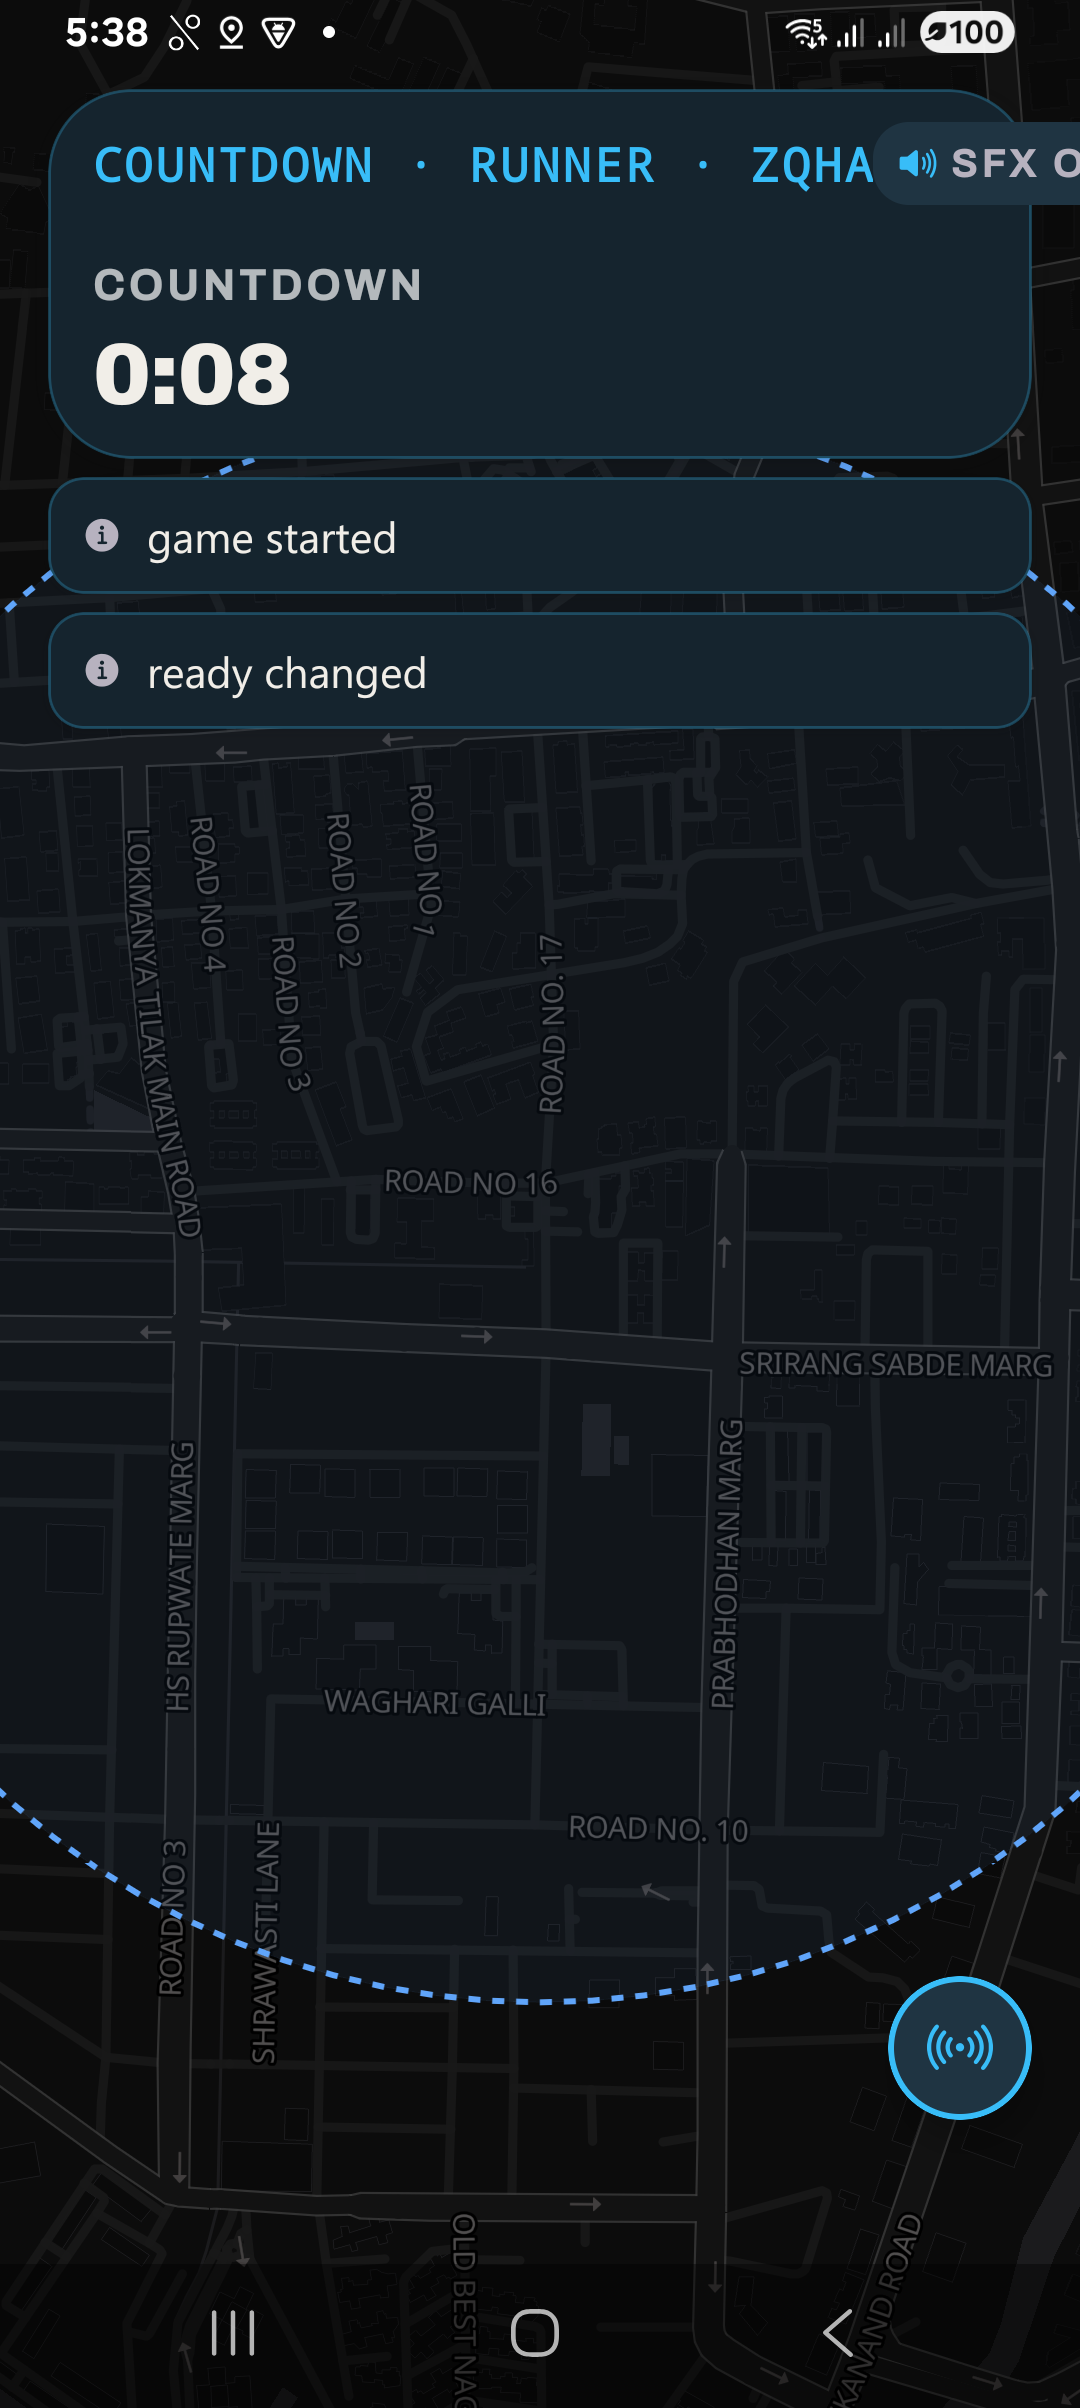 5:38
5
100
COUNTDOWN · RUNNER · ZQHA
SFX O
COUNTDOWN
0:08
game started
ready changed
LOKMANYA TILAK MAIN ROAD
ROAD NO 4
ROAD NO 3
ROAD NO 2
ROAD NO 1
ROAD NO. 17
ROAD NO 16
SRIRANG SABDE MARG
HS RUPWATE MARG
PRABHODHAN MARG
WAGHARI GALLI
ROAD NO. 10
ROAD NO 3
SHRAWASTI LANE
OLD BEST NAG
KANAND ROAD